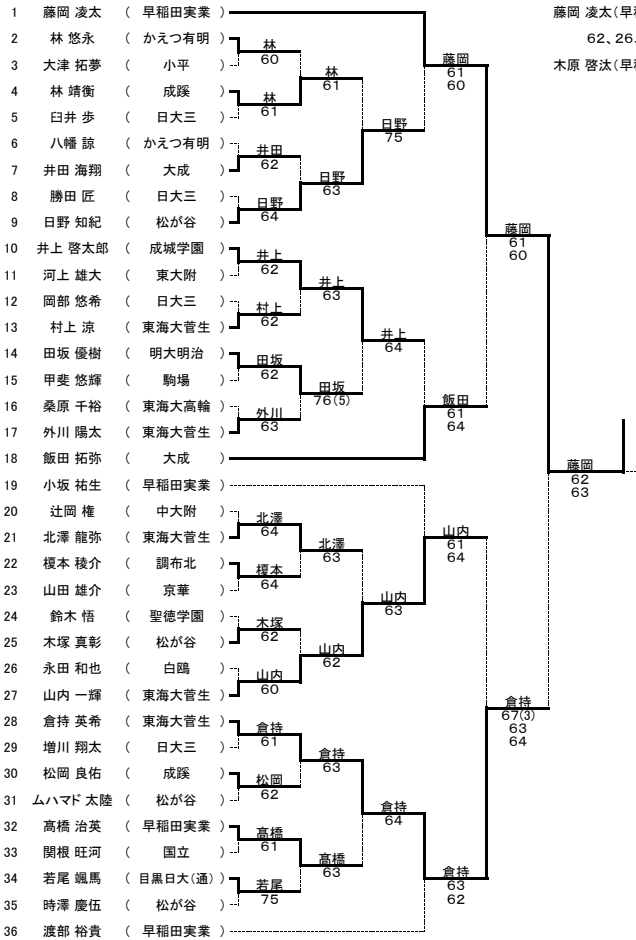 1 藤岡 凌太 ( 早稲田実業 )
2 林 悠永 ( かえつ有明 )
3 大津 拓夢 ( 小平 )
4 林 靖衡 ( 成蹊 )
5 臼井 歩 ( 日大三 )
6 八幡 諒 ( かえつ有明 )
7 井田 海翔 ( 大成 )
8 勝田 匠 ( 日大三 )
9 日野 知紀 ( 松が谷 )
10 井上 啓太郎 ( 成城学園 )
11 河上 雄大 ( 東大附 )
12 岡部 悠希 ( 日大三 )
13 村上 涼 ( 東海大菅生 )
14 田坂 優樹 ( 明大明治 )
15 甲斐 悠輝 ( 駒場 )
16 桑原 千裕 ( 東海大高輪 )
17 外川 陽太 ( 東海大菅生 )
18 飯田 拓弥 ( 大成 )
19 小坂 祐生 ( 早稲田実業 )
20 辻岡 権 ( 中大附 )
21 北澤 龍弥 ( 東海大菅生 )
22 榎本 稜介 ( 調布北 )
23 山田 雄介 ( 京華 )
24 鈴木 悟 ( 聖徳学園 )
25 木塚 真彰 ( 松が谷 )
26 永田 和也 ( 白鴎 )
27 山内 一輝 ( 東海大菅生 )
28 倉持 英希 ( 東海大菅生 )
29 増川 翔太 ( 日大三 )
30 松岡 良佑 ( 成蹊 )
31 ムハマド 太陸 ( 松が谷 )
32 髙橋 治英 ( 早稲田実業 )
33 関根 旺河 ( 国立 )
34 若尾 颯馬 ( 目黒日大(通) )
35 時澤 慶伍 ( 松が谷 )
36 渡部 裕貴 ( 早稲田実業 )
林
60
林
61
井田
62
日野
64
井上
62
村上
62
田坂
62
外川
63
北澤
64
榎本
64
木塚
62
山内
60
倉持
61
松岡
62
髙橋
61
若尾
75
林
61
日野
63
井上
63
田坂
76(5)
北澤
63
山内
62
倉持
63
髙橋
63
日野
75
井上
64
山内
63
倉持
64
藤岡
61
60
飯田
61
64
山内
61
64
倉持
63
62
藤岡
61
60
倉持
67(3)
63
64
藤岡
62
63
藤岡 凌太(早稲
62、26、
木原 啓汰(早稲